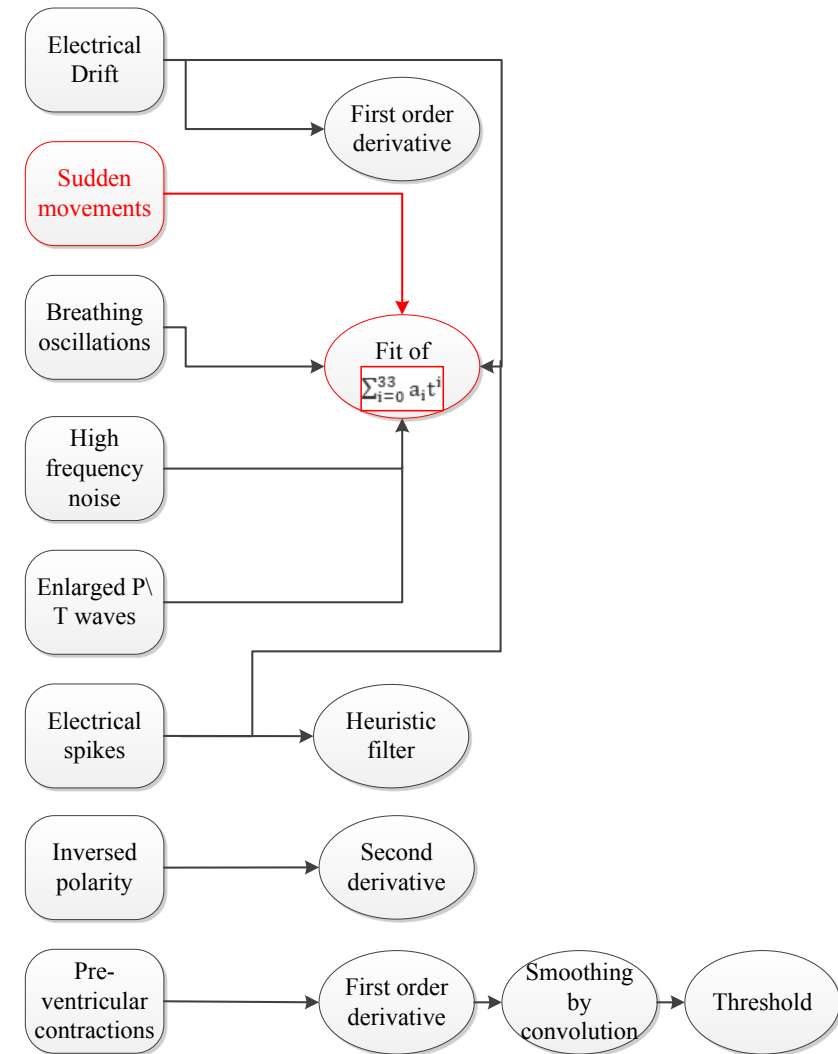 Electrical
Drift
First order
derivative
Sudden
movements
Breathing
oscillations
Fit of
∑³³ᵢ₌₀ aᵢtⁱ
High
frequency
noise
Enlarged P\
T waves
Electrical
spikes
Heuristic
filter
Inversed
polarity
Second
derivative
Pre-
ventricular
contractions
First order
derivative
Smoothing
by
convolution
Threshold